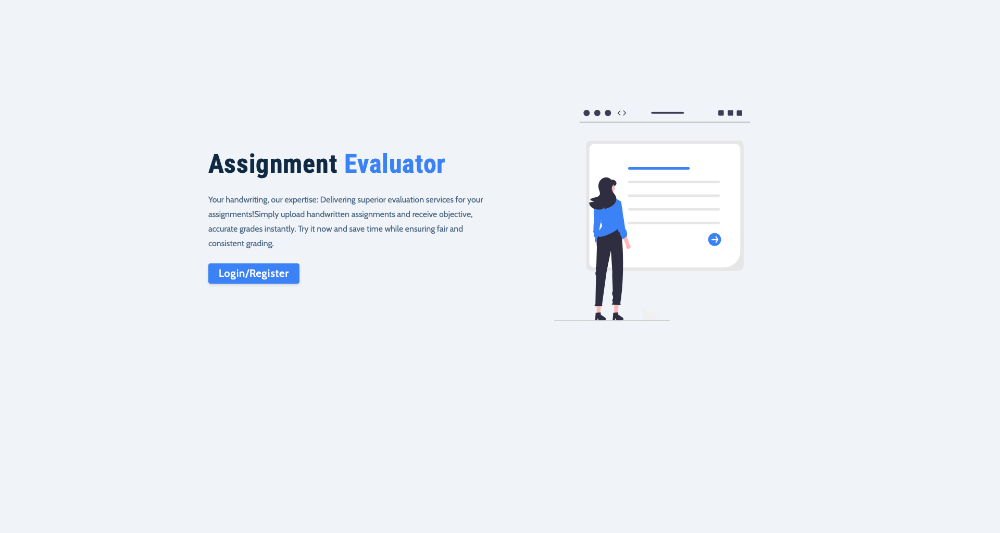 Assignment Evaluator
Your handwriting, our expertise: Delivering superior evaluation services for your
assignments!Simply upload handwritten assignments and receive objective,
accurate grades instantly. Try it now and save time while ensuring fair and
consistent grading.
Login/Register